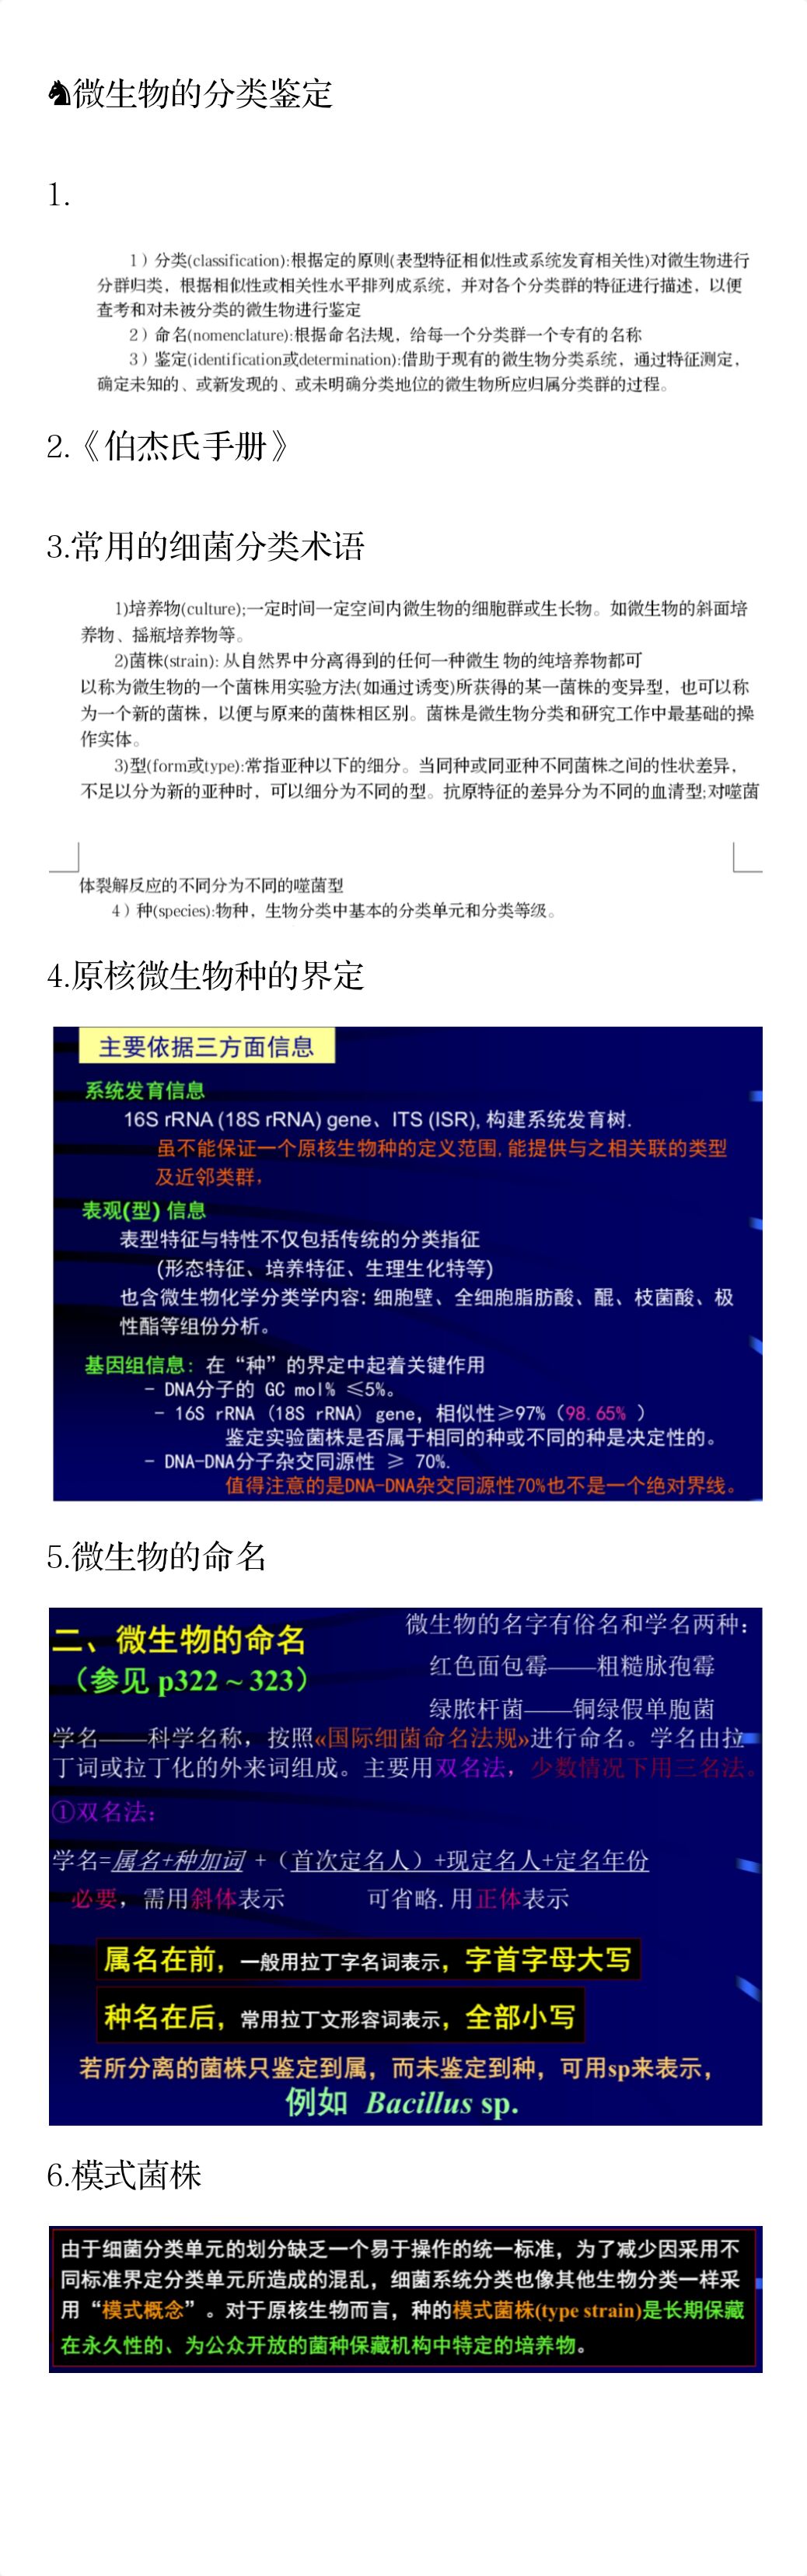 ♞微生物的分类鉴定
1.
1）分类(classification):根据定的原则(表型特征相似性或系统发育相关性)对微生物进行
分群归类，根据相似性或相关性水平排列成系统，并对各个分类群的特征进行描述，以便
查考和对未被分类的微生物进行鉴定
2）命名(nomenclature):根据命名法规，给每一个分类群一个专有的名称
3）鉴定(identification或determination):借助于现有的微生物分类系统，通过特征测定，
确定未知的、或新发现的、或未明确分类地位的微生物所应归属分类群的过程。
2.《伯杰氏手册》
3.常用的细菌分类术语
1)培养物(culture);一定时间一定空间内微生物的细胞群或生长物。如微生物的斜面培
养物、摇瓶培养物等。
2)菌株(strain): 从自然界中分离得到的任何一种微生 物的纯培养物都可
以称为微生物的一个菌株用实验方法(如通过诱变)所获得的某一菌株的变异型，也可以称
为一个新的菌株，以便与原来的菌株相区别。菌株是微生物分类和研究工作中最基础的操
作实体。
3)型(form或type):常指亚种以下的细分。当同种或同亚种不同菌株之间的性状差异，
不足以分为新的亚种时，可以细分为不同的型。抗原特征的差异分为不同的血清型;对噬菌
体裂解反应的不同分为不同的噬菌型
4）种(species):物种，生物分类中基本的分类单元和分类等级。
4.原核微生物种的界定
主要依据三方面信息
系统发育信息
16S rRNA (18S rRNA) gene、ITS (ISR), 构建系统发育树.
虽不能保证一个原核生物种的定义范围, 能提供与之相关联的类型
及近邻类群，
表观(型) 信息
表型特征与特性不仅包括传统的分类指征
(形态特征、培养特征、生理生化特等)
也含微生物化学分类学内容: 细胞壁、全细胞脂肪酸、醌、枝菌酸、极
性酯等组份分析。
基因组信息：在“种”的界定中起着关键作用
– DNA分子的 GC mol% ≤5%。
– 16S rRNA (18S rRNA) gene, 相似性≥97%（98.65% ）
鉴定实验菌株是否属于相同的种或不同的种是决定性的。
– DNA-DNA分子杂交同源性 ≥ 70%.
值得注意的是DNA-DNA杂交同源性70%也不是一个绝对界线。
5.微生物的命名
二、微生物的命名
（参见 p322 ~ 323）
微生物的名字有俗名和学名两种：
红色面包霉——粗糙脉孢霉
绿脓杆菌——铜绿假单胞菌
学名——科学名称，按照«国际细菌命名法规»进行命名。学名由拉
丁词或拉丁化的外来词组成。主要用双名法，少数情况下用三名法。
①双名法：
学名=属名+种加词 +（首次定名人）+现定名人+定名年份
必要，需用斜体表示 可省略. 用正体表示
属名在前，一般用拉丁字名词表示，字首字母大写
种名在后，常用拉丁文形容词表示，全部小写
若所分离的菌株只鉴定到属，而未鉴定到种，可用sp来表示，
例如 Bacillus sp.
6.模式菌株
由于细菌分类单元的划分缺乏一个易于操作的统一标准，为了减少因采用不
同标准界定分类单元所造成的混乱，细菌系统分类也像其他生物分类一样采
用“模式概念”。对于原核生物而言，种的模式菌株(type strain)是长期保藏
在永久性的、为公众开放的菌种保藏机构中特定的培养物。